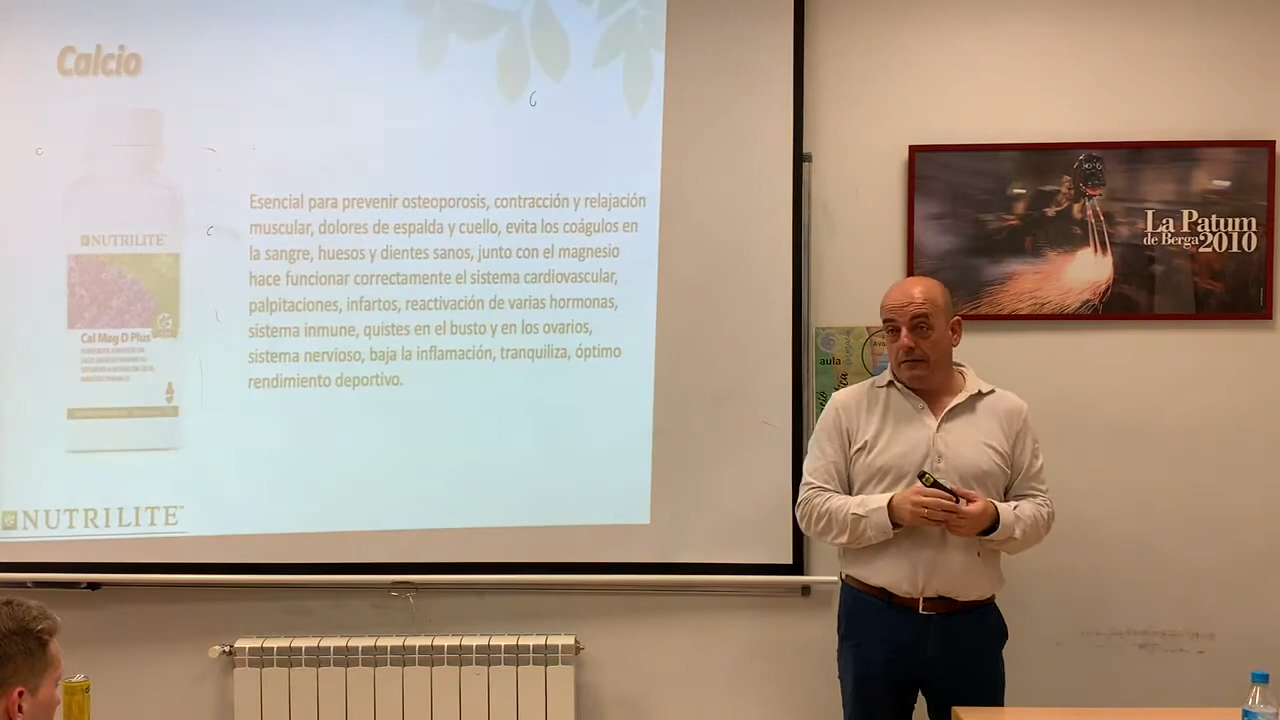 Calcio
NUTRILITE
Cal Mag D Plus
Esencial para prevenir osteoporosis, contracción y relajación
muscular, dolores de espalda y cuello, evita los coágulos en
la sangre, huesos y dientes sanos, junto con el magnesio
hace funcionar correctamente el sistema cardiovascular,
palpitaciones, infartos, reactivación de varias hormonas,
sistema inmune, quistes en el busto y en los ovarios,
sistema nervioso, baja la inflamación, tranquiliza, óptimo
rendimiento deportivo.
NUTRILITE
La Patum
de Berga 2010
aula